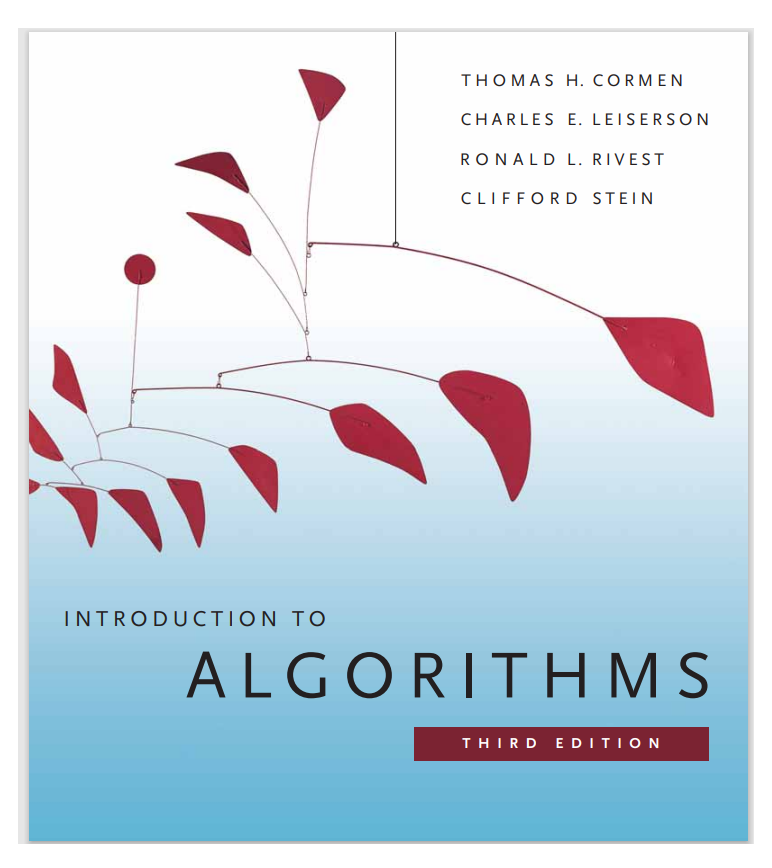 THOMAS H. CORMEN
CHARLES E. LEISERSON
RONALD L. RIVEST
CLIFFORD STEIN
INTRODUCTION TO
ALGORITHMS
THIRD EDITION